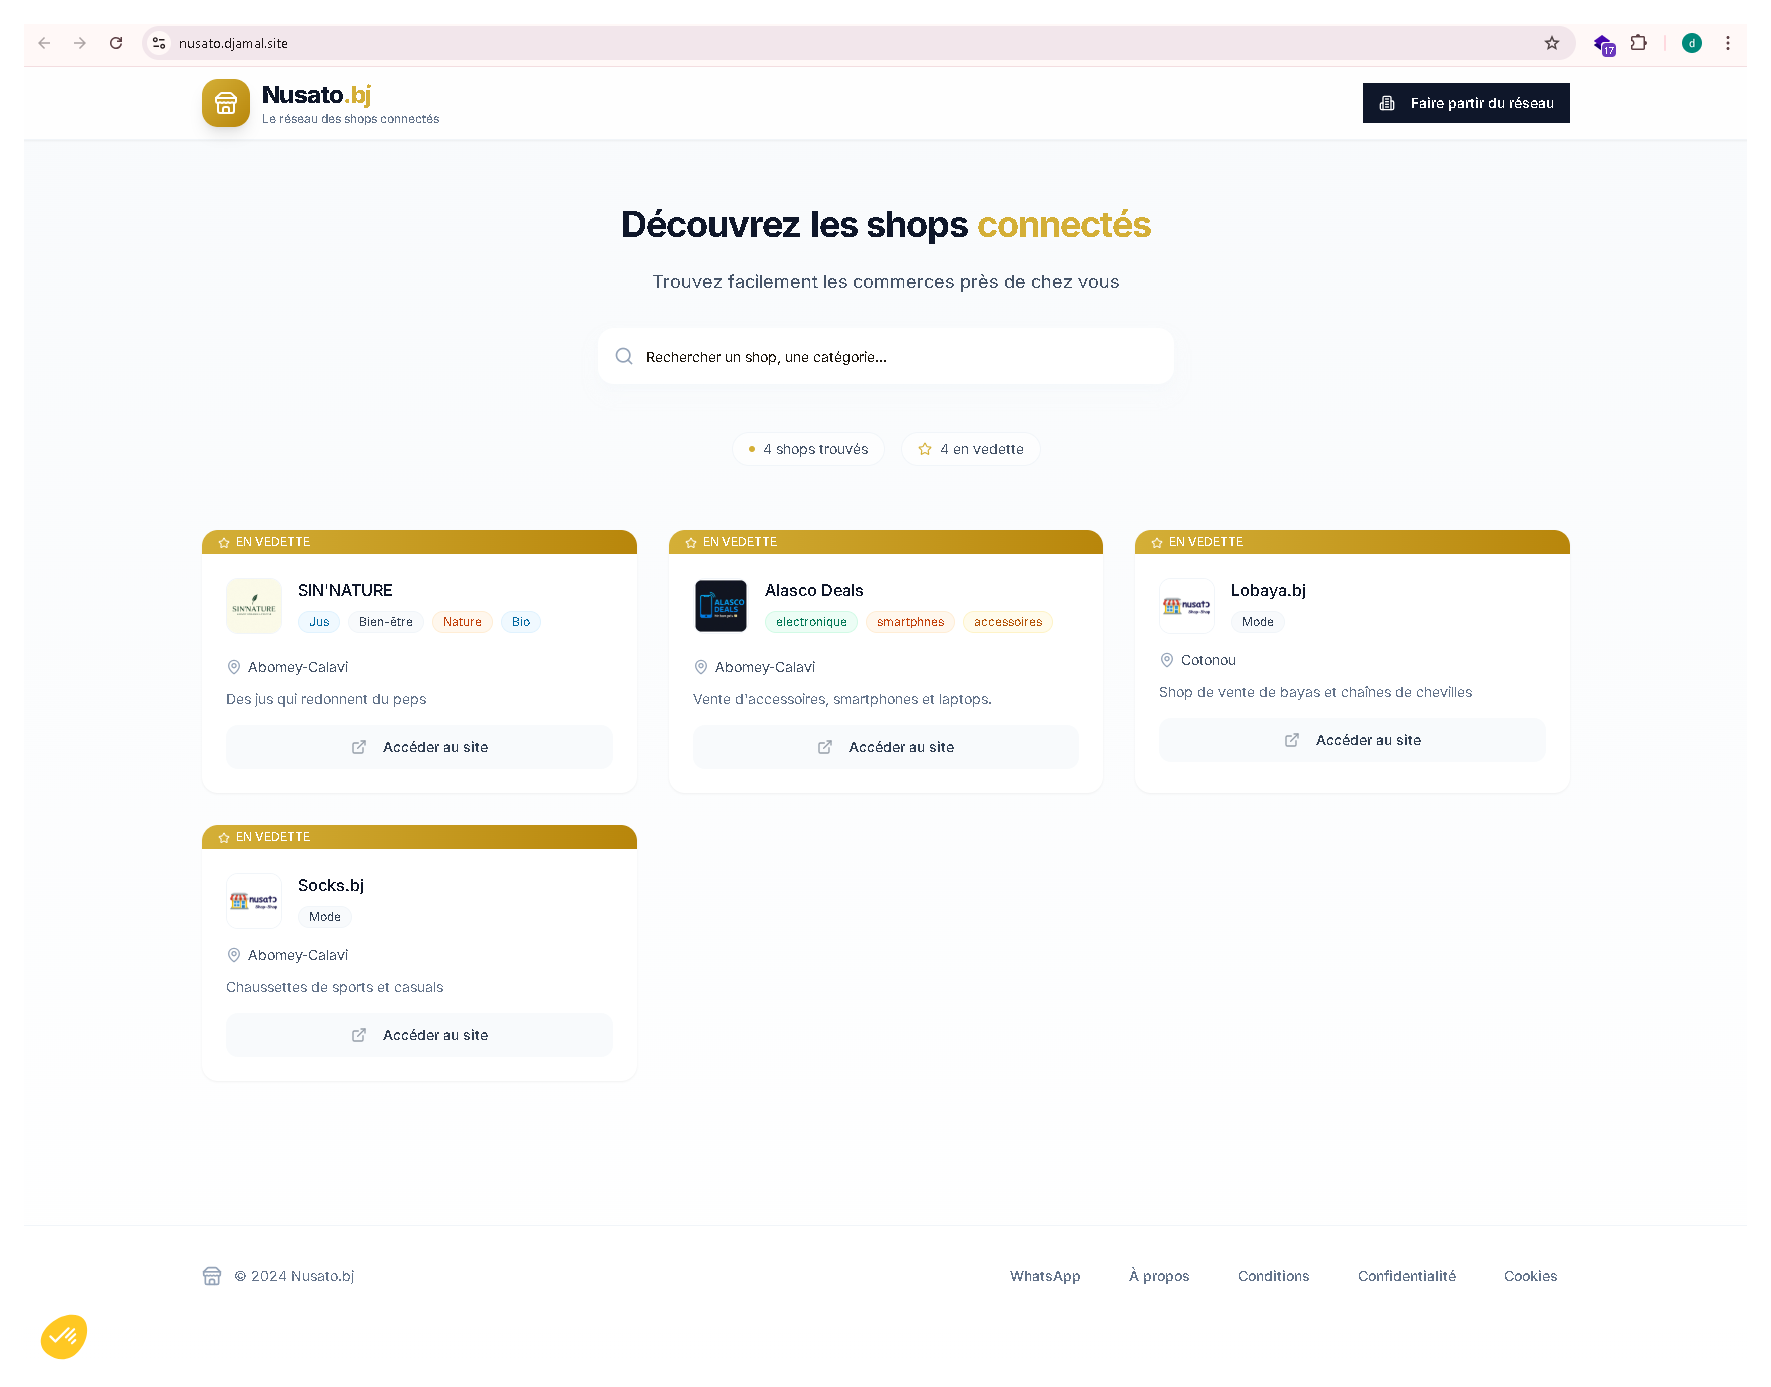 nusato.djamal.site
17
d
Nusato.bj
Le réseau des shops connectés
Faire partir du réseau
Découvrez les shops connectés
Trouvez facilement les commerces près de chez vous
Rechercher un shop, une catégorie...
4 shops trouvés
4 en vedette
EN VEDETTE
SIN'NATURE
SIN'NATURE
Jus
Bien-être
Nature
Bio
Abomey-Calavi
Des jus qui redonnent du peps
Accéder au site
EN VEDETTE
ALASCO
DEALS
Alasco Deals
electronique
smartphnes
accessoires
Abomey-Calavi
Vente d'accessoires, smartphones et laptops.
Accéder au site
EN VEDETTE
nusato
Shop-Shop
Lobaya.bj
Mode
Cotonou
Shop de vente de bayas et chaînes de chevilles
Accéder au site
EN VEDETTE
nusato
Shop-Shop
Socks.bj
Mode
Abomey-Calavi
Chaussettes de sports et casuals
Accéder au site
© 2024 Nusato.bj
WhatsApp
À propos
Conditions
Confidentialité
Cookies